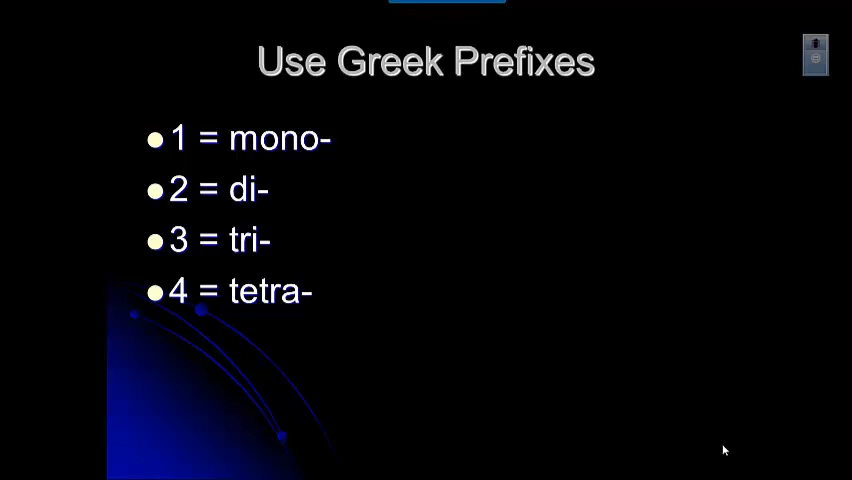 Use Greek Prefixes
1 = mono-
2 = di-
3 = tri-
4 = tetra-